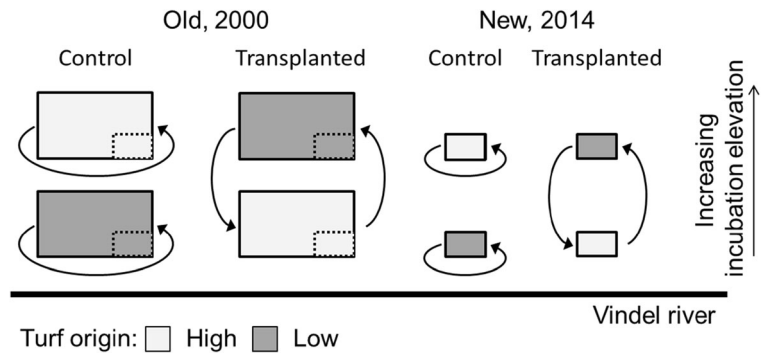 Old, 2000
New, 2014
Control
Transplanted
Control
Transplanted
Increasing
incubation elevation
Vindel river
Turf origin: High Low